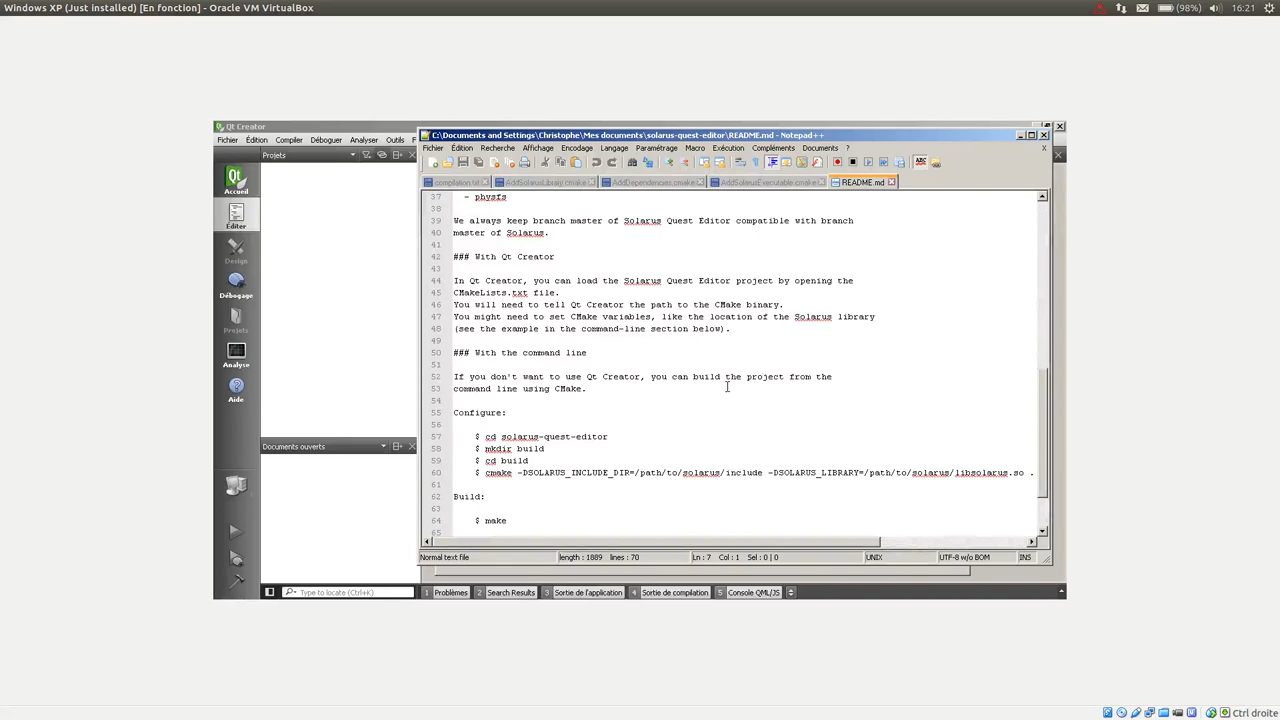 Windows XP (Just installed) [En fonction] - Oracle VM VirtualBox
(98%) 16:21
Qt Creator
Fichier Édition Compiler Déboguer Analyser Outils F
Projets
Accueil
Éditer
Design
Débogage
Projets
Analyse
Aide
Documents ouverts
Type to locate (Ctrl+K)
1 Problèmes 2 Search Results 3 Sortie de l'application 4 Sortie de compilation 5 Console QML/JS
C:\Documents and Settings\Christophe\Mes documents\solarus-quest-editor\README.md - Notepad++
Fichier Édition Recherche Affichage Encodage Langage Paramétrage Macro Exécution Compléments Documents ? X
compilation.txt AddSolarusLibrary.cmake AddDependencies.cmake AddSolarusExecutable.cmake README.md
37 - physfs
38
39 We always keep branch master of Solarus Quest Editor compatible with branch
40 master of Solarus.
41
42 ### With Qt Creator
43
44 In Qt Creator, you can load the Solarus Quest Editor project by opening the
45 CMakeLists.txt file.
46 You will need to tell Qt Creator the path to the CMake binary.
47 You might need to set CMake variables, like the location of the Solarus library
48 (see the example in the command-line section below).
49
50 ### With the command line
51
52 If you don't want to use Qt Creator, you can build the project from the
53 command line using CMake.
54
55 Configure:
56
57 $ cd solarus-quest-editor
58 $ mkdir build
59 $ cd build
60 $ cmake -DSOLARUS_INCLUDE_DIR=/path/to/solarus/include -DSOLARUS_LIBRARY=/path/to/solarus/libsolarus.so .
61
62 Build:
63
64 $ make
65
Normal text file length : 1889 lines : 70 Ln : 7 Col : 1 Sel : 0 | 0 UNIX UTF-8 w/o BOM INS
Ctrl droite